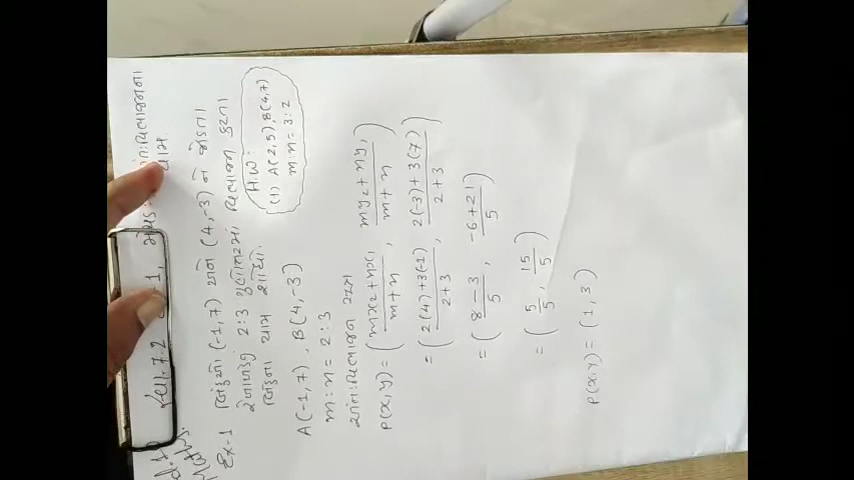 Maths.
Ex-1 બિંદુઓ (-1,7) અને (4,-3) ને જોડતા
રેખાખંડનું 2:3 ગુણોત્તરમાં વિભાજન કરતા
બિંદુના યામ શોધો.
H.W:
(1) A(2,5), B(4,7)
m:n = 3:2
A(-1,7), B(4,-3)
m:n = 2:3
અંત:વિભાજન સૂત્ર
P(x,y) = ( mx₂+nx₁ / m+n , my₂+ny₁ / m+n )
= ( 2(4)+3(-1) / 2+3 , 2(-3)+3(7) / 2+3 )
= ( 8-3 / 5 , -6+21 / 5 )
= ( 5/5 , 15/5 )
P(x,y) = (1,3)